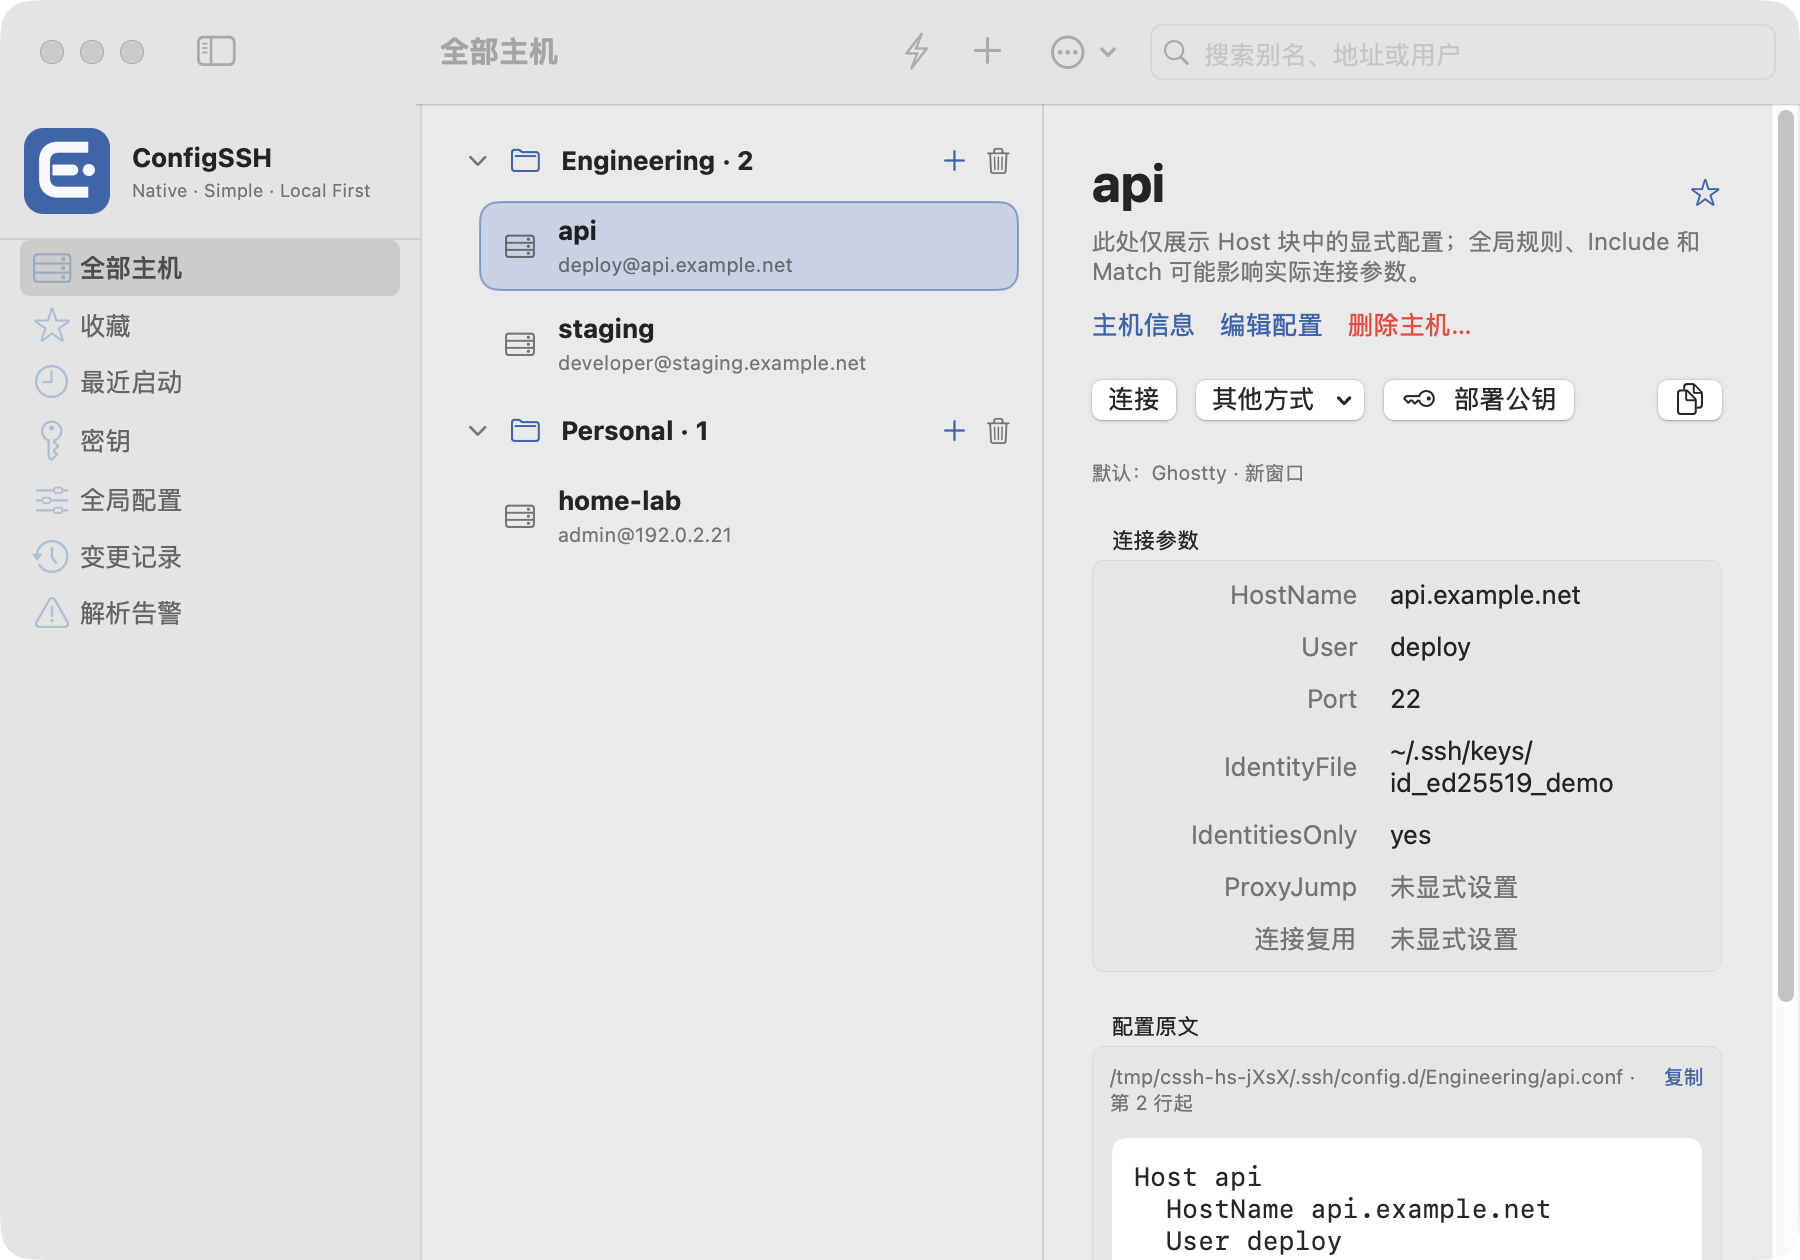 全部主机
搜索别名、地址或用户
ConfigSSH
Native · Simple · Local First
全部主机
收藏
最近启动
密钥
全局配置
变更记录
解析告警
Engineering · 2
api
deploy@api.example.net
staging
developer@staging.example.net
Personal · 1
home-lab
admin@192.0.2.21
api
此处仅展示 Host 块中的显式配置；全局规则、Include 和
Match 可能影响实际连接参数。
主机信息 编辑配置 删除主机...
连接 其他方式 部署公钥
默认：Ghostty · 新窗口
连接参数
HostName api.example.net
User deploy
Port 22
IdentityFile ~/.ssh/keys/
id_ed25519_demo
IdentitiesOnly yes
ProxyJump 未显式设置
连接复用 未显式设置
配置原文
/tmp/cssh-hs-jXsX/.ssh/config.d/Engineering/api.conf · 复制
第 2 行起
Host api
HostName api.example.net
User deploy